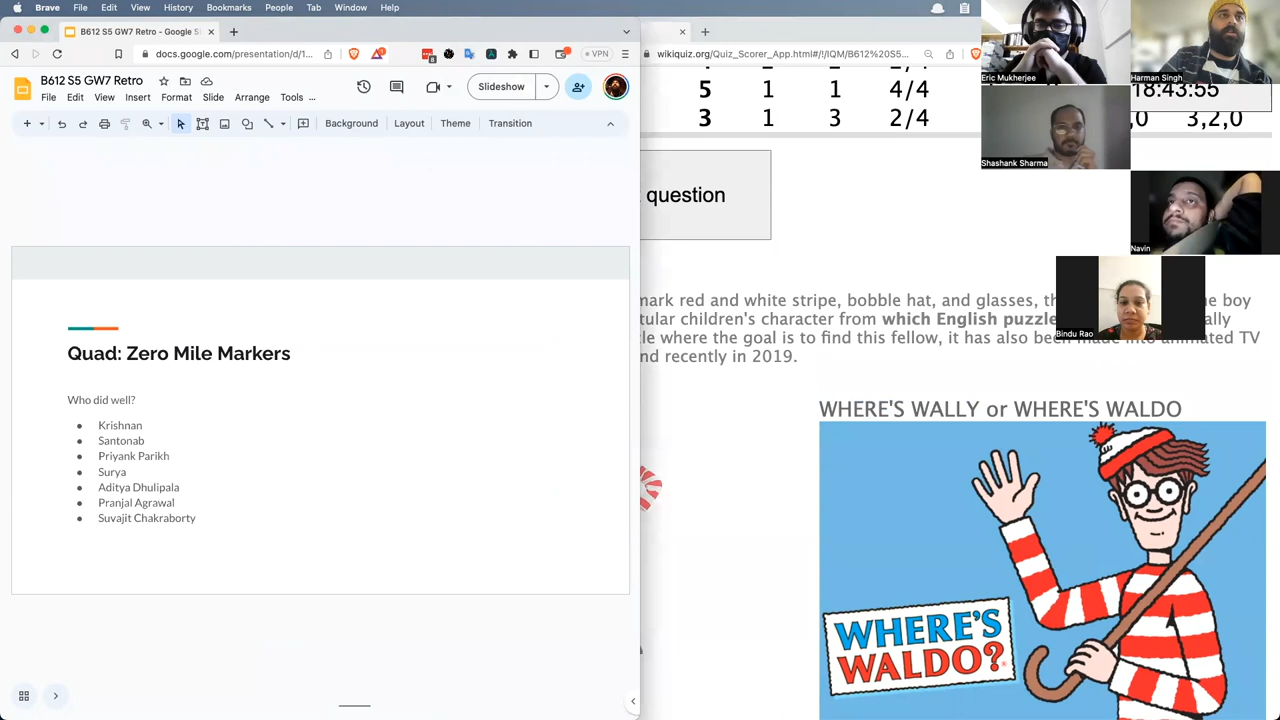 Brave File Edit View History Bookmarks Profiles Tab Window Help
B612 S5 GW7 Retro - Google S
docs.google.com/presentation/d/1...
VPN
B612 S5 GW7 Retro
File Edit View Insert Format Slide Arrange Tools
Slideshow
Background Layout Theme Transition
Quad: Zero Mile Markers
Who did well?
Krishnan
Santonab
Priyank Parikh
Surya
Aditya Dhulipala
Pranjal Agrawal
Suvajit Chakraborty
wikiquiz.org/Quiz_Scorer_App.html#/!/IQM/B612%20S5...
5 1 1 4/4 18:43:55
3 1 3 2/4 ,0 3,2,0
question
mark red and white stripe, bobble hat, and glasses, th e boy
tular children's character from which English puzzle ally
le where the goal is to find this fellow, it has also been made into animated TV
nd recently in 2019.
WHERE'S WALLY or WHERE'S WALDO
WHERE'S
WALDO?
Eric Mukherjee
Harman Singh
Shashank Sharma
Navin
Bindu Rao